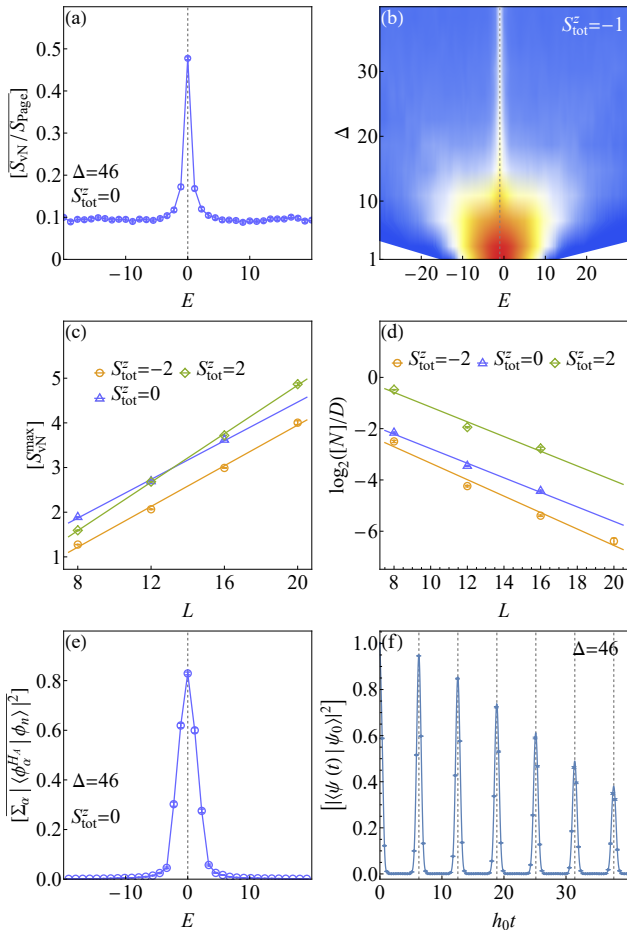 (a)
[S_vN/S_Page]
0.5
0.4
0.3
0.2
0.1
0
Δ=46
S^z_tot=0
−10 0 10
E
(b)
S^z_tot=−1
Δ
30
20
10
1
−20 −10 0 10 20
E
(c)
S^z_tot=−2 S^z_tot=2
S^z_tot=0
[S^max_vN]
5
4
3
2
1
8 12 16 20
L
(d)
S^z_tot=−2 S^z_tot=0 S^z_tot=2
log₂([N]/D)
0
−2
−4
−6
8 10 12 14 16 18 20
L
(e)
[Σ_α |⟨ϕ_α^{H_A} | ϕ_n⟩|²]
0.8
0.6
0.4
0.2
0.0
Δ=46
S^z_tot=0
−10 0 10
E
(f)
Δ=46
[|⟨ψ (t) | ψ₀⟩|²]
1.0
0.8
0.6
0.4
0.2
0.0
0 10 20 30
h₀t